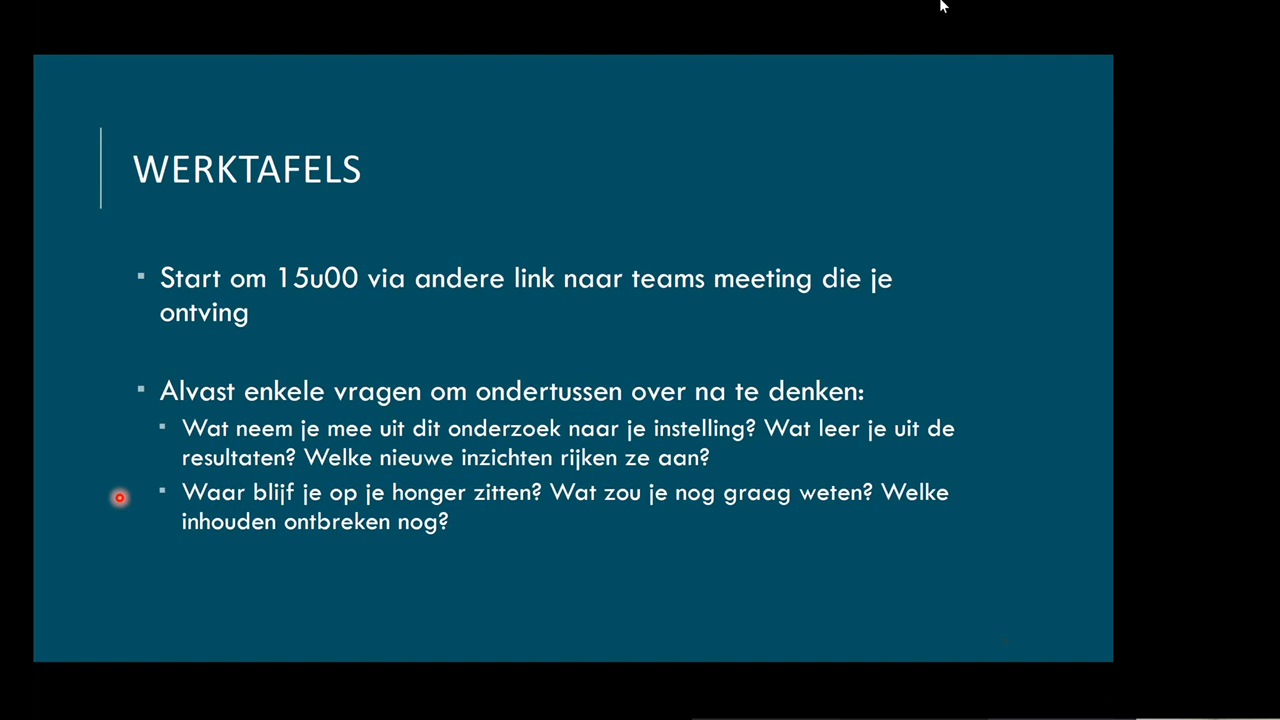 WERKTAFELS
Start om 15u00 via andere link naar teams meeting die je
ontving
Alvast enkele vragen om ondertussen over na te denken:
Wat neem je mee uit dit onderzoek naar je instelling? Wat leer je uit de
resultaten? Welke nieuwe inzichten rijken ze aan?
Waar blijf je op je honger zitten? Wat zou je nog graag weten? Welke
inhouden ontbreken nog?